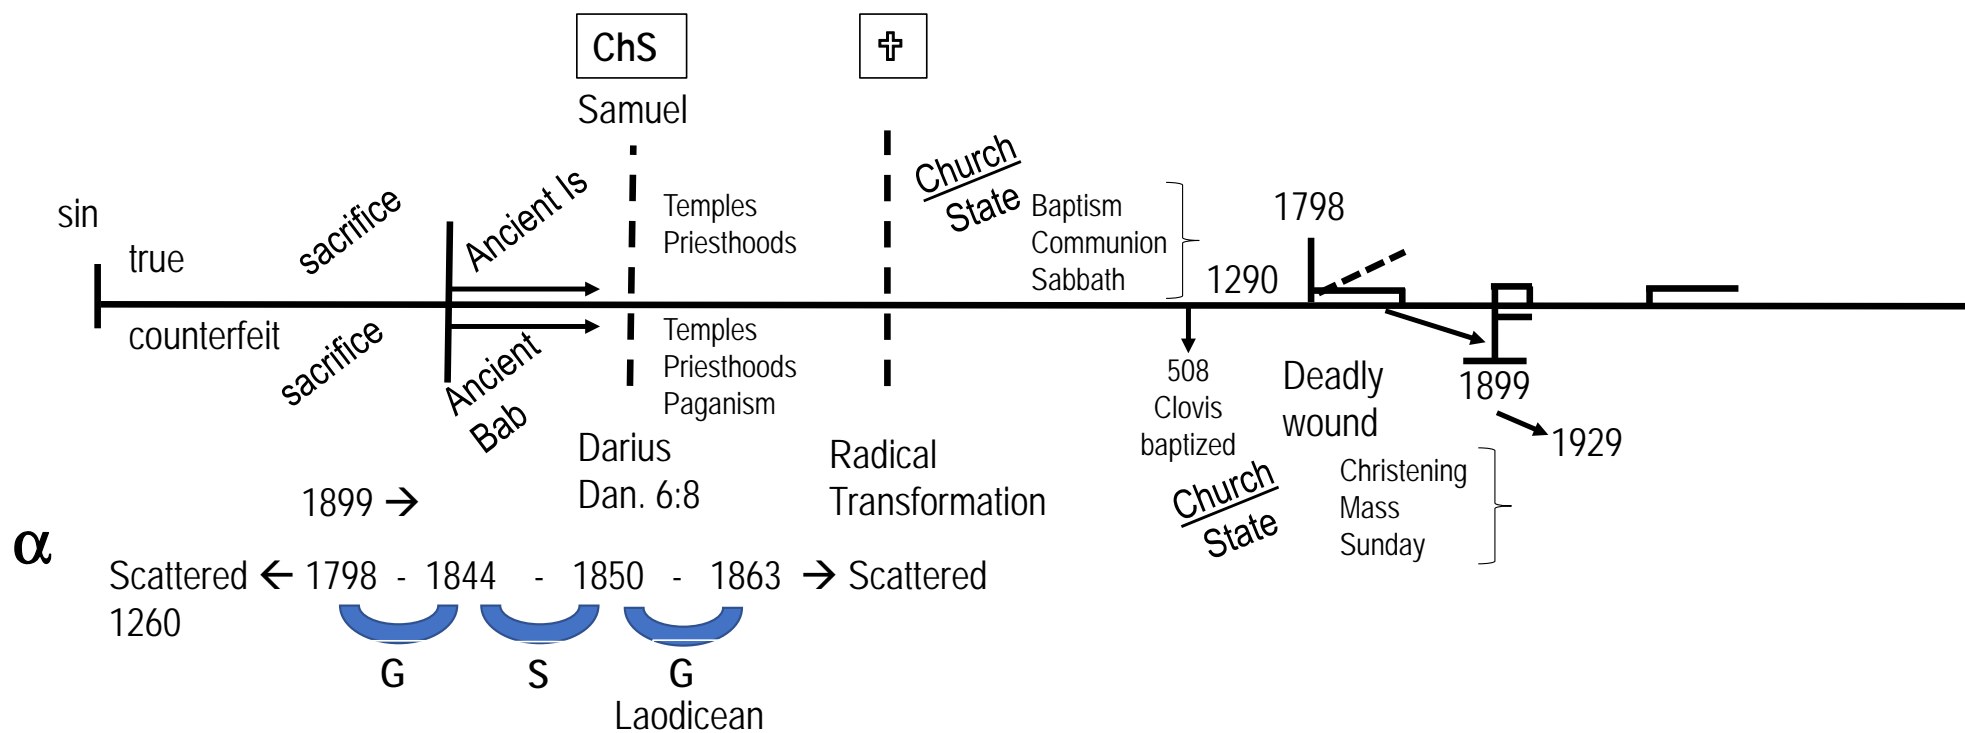 ChS
✞
Samuel
sin
true
sacrifice
Ancient Is
Temples
Priesthoods
Church
State
Baptism
Communion
Sabbath
1290
1798
counterfeit
sacrifice
Ancient
Bab
Temples
Priesthoods
Paganism
508
Clovis
baptized
Deadly
wound
1899
1929
Darius
Dan. 6:8
Radical
Transformation
Church
State
Christening
Mass
Sunday
1899 →
α
Scattered ← 1798 - 1844 - 1850 - 1863 → Scattered
1260
G S G
Laodicean